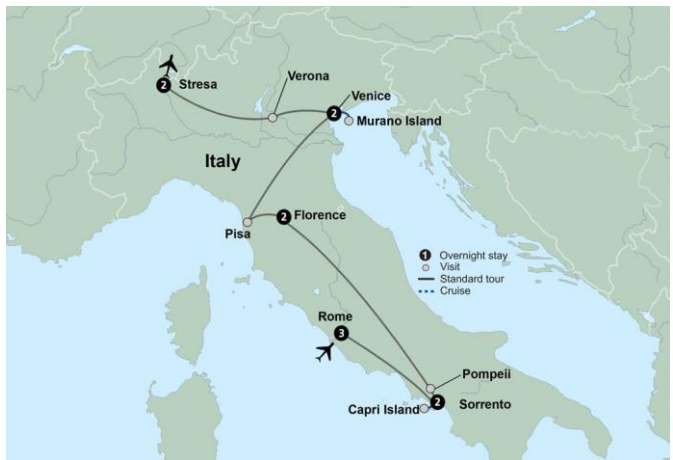 2
Stresa
Verona
Venice
2
Murano Island
Italy
2
Florence
Pisa
1 Overnight stay
Visit
Standard tour
Cruise
Rome
3
Pompeii
2
Sorrento
Capri Island